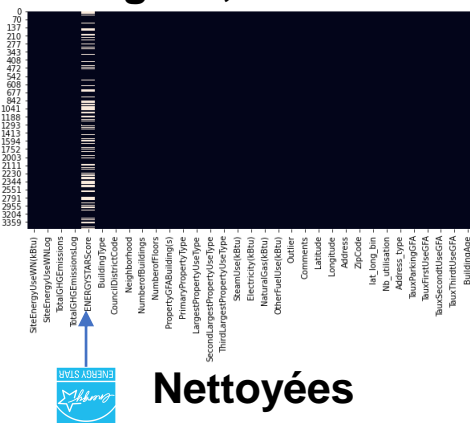 0
70
137
210
277
343
408
472
542
608
677
842
1041
1188
1293
1413
1594
1752
2003
2111
2230
2344
2551
2791
2955
3204
3359
SiteEnergyUseWN(kBtu)
SiteEnergyUseWNLog
TotalGHGEmissions
TotalGHGEmissionsLog
ENERGYSTARScore
BuildingType
CouncilDistrictCode
Neighborhood
NumberofBuildings
NumberofFloors
PropertyGFABuilding(s)
PrimaryPropertyType
LargestPropertyUseType
SecondLargestPropertyUseType
ThirdLargestPropertyUseType
SteamUse(kBtu)
Electricity(kBtu)
NaturalGas(kBtu)
OtherFuelUse(kBtu)
Outlier
Comments
Latitude
Longitude
Address
ZipCode
lat_long_bin
Nb_utilisation
Address_type
TauxParkingGFA
TauxFirstUseGFA
TauxSecondUseGFA
TauxThirdUseGFA
BuildingAge
ENERGY STAR
energy
Nettoyées